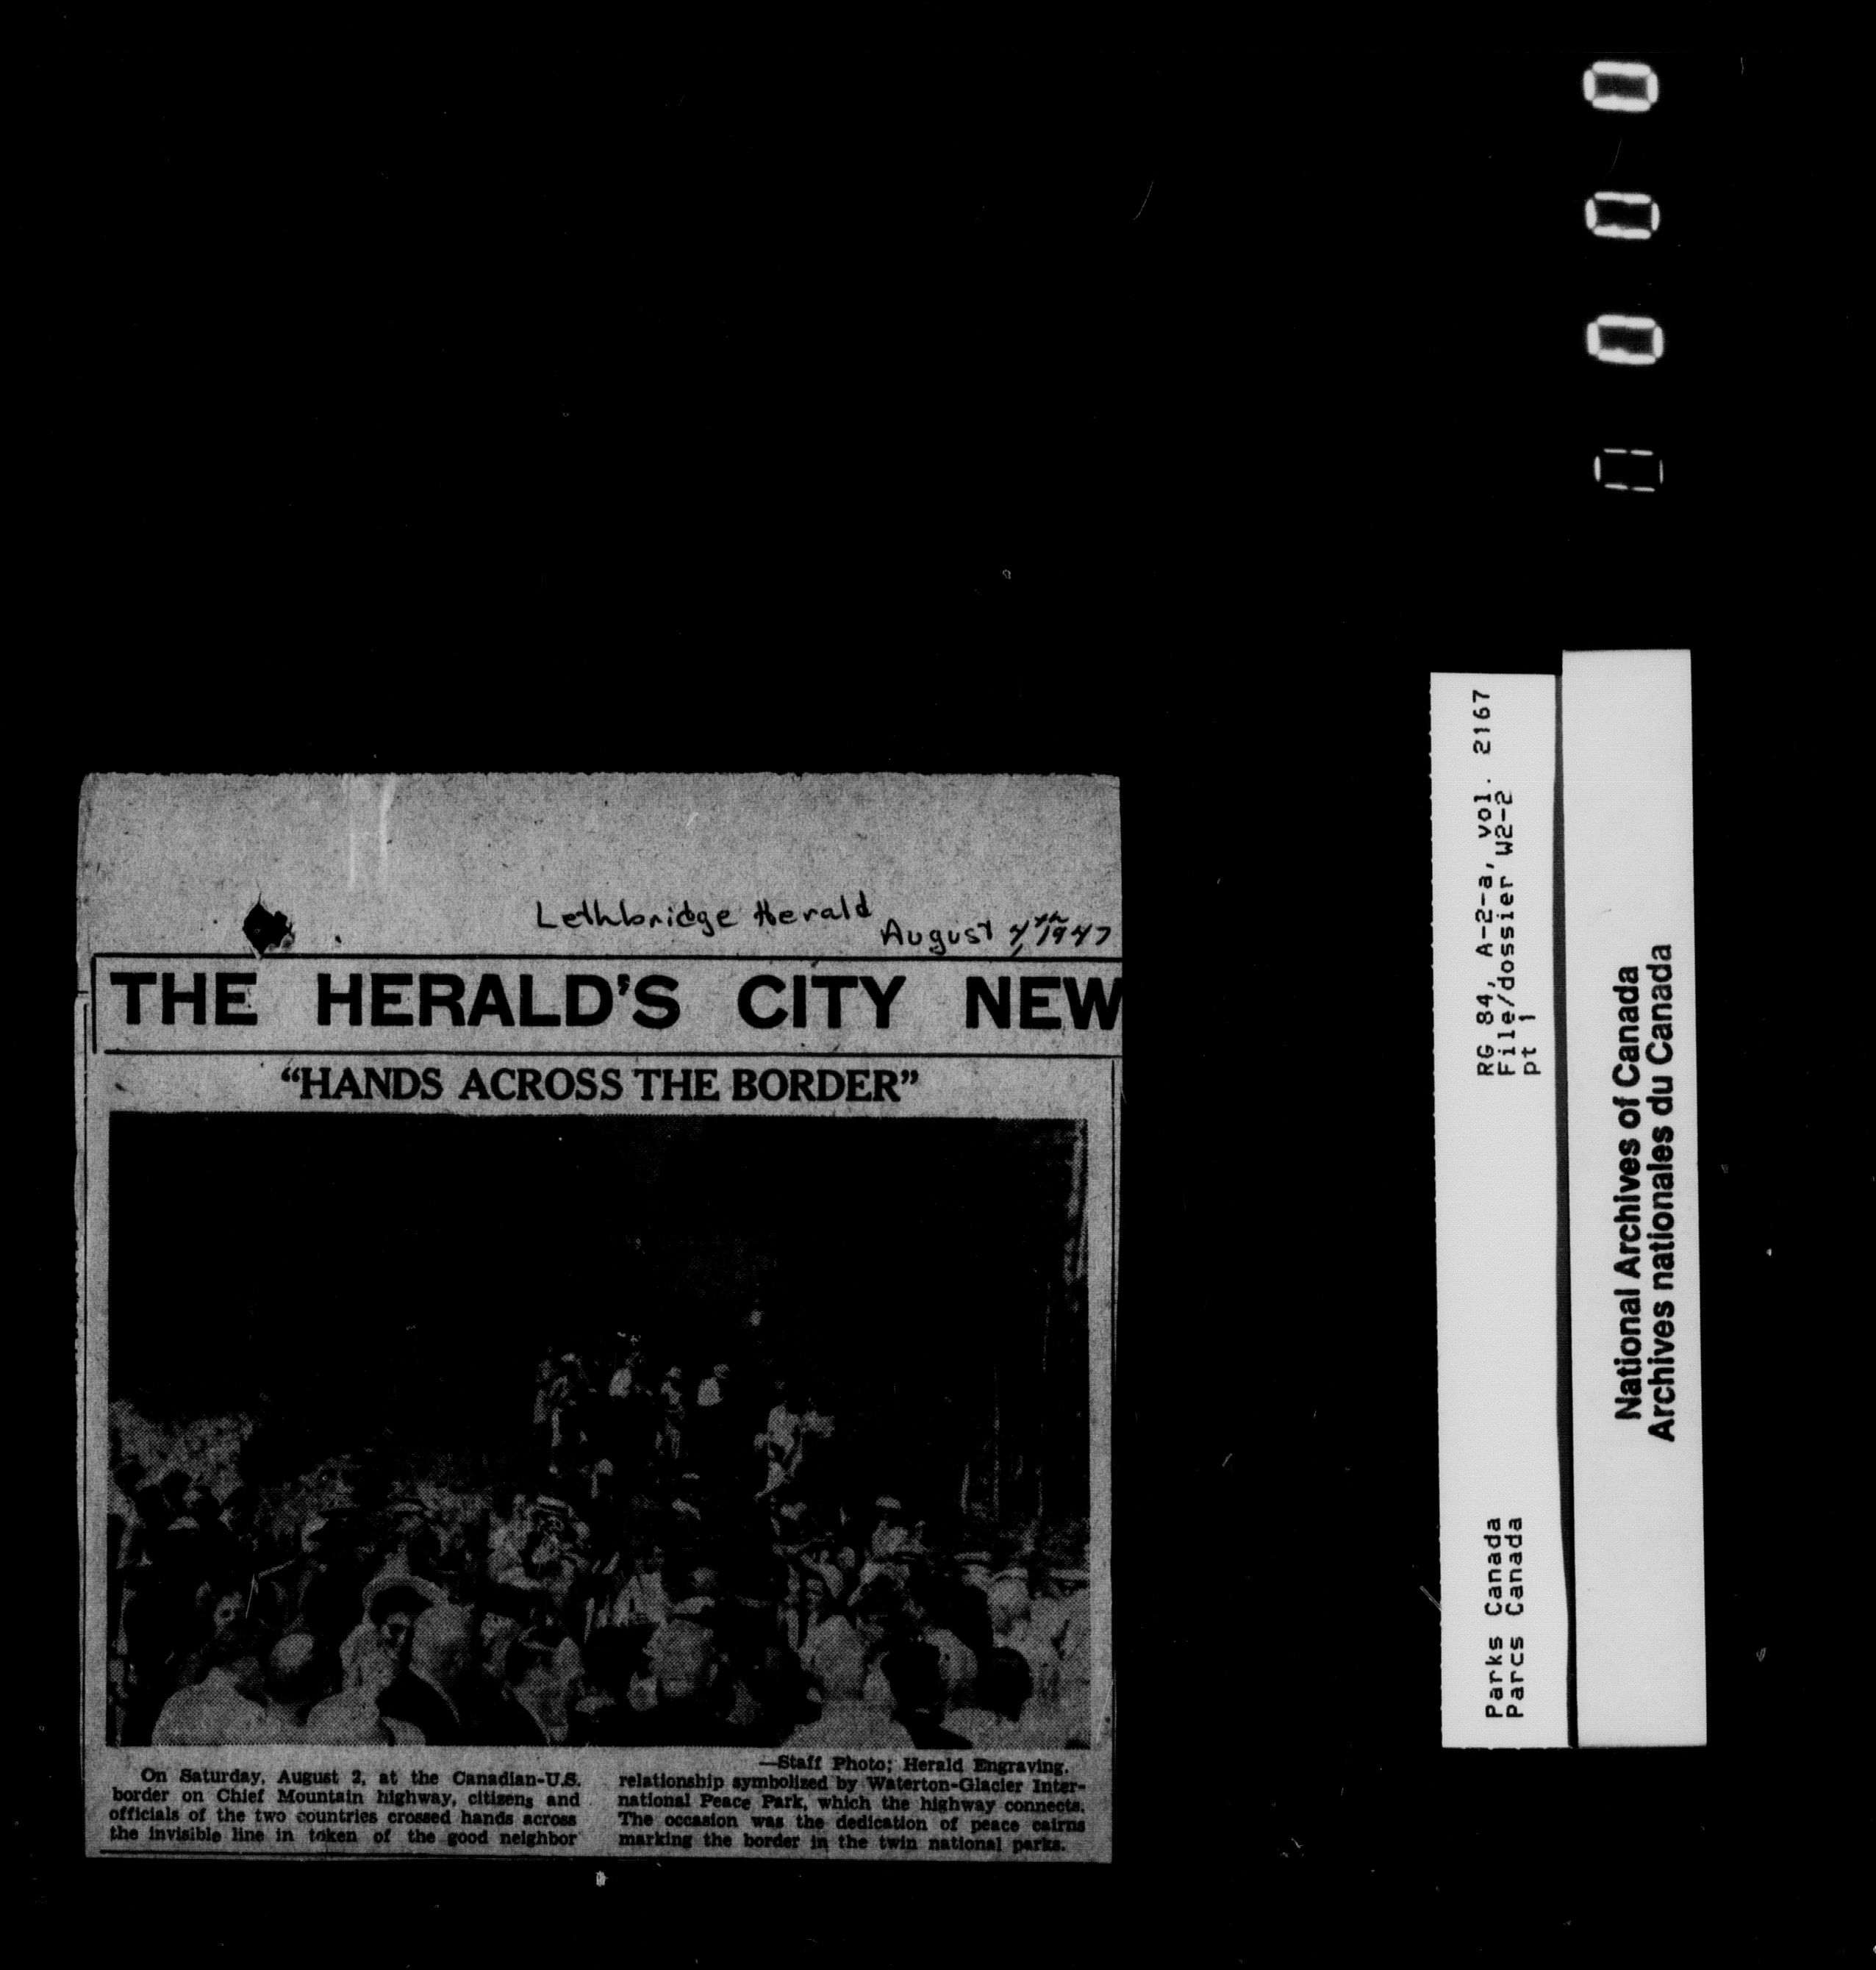 Lethbridge Herald
August 4th 1947
THE HERALD'S CITY NEW
"HANDS ACROSS THE BORDER"
—Staff Photo; Herald Engraving.
On Saturday, August 2, at the Canadian-U.S.
border on Chief Mountain highway, citizens and
officials of the two countries crossed hands across
the invisible line in token of the good neighbor
relationship symbolized by Waterton-Glacier Inter-
national Peace Park, which the highway connects.
The occasion was the dedication of peace cairns
marking the border in the twin national parks.
Parks Canada
Parcs Canada
RG 84, A-2-a, vol. 2167
File/dossier W2-2
pt 1
National Archives of Canada
Archives nationales du Canada